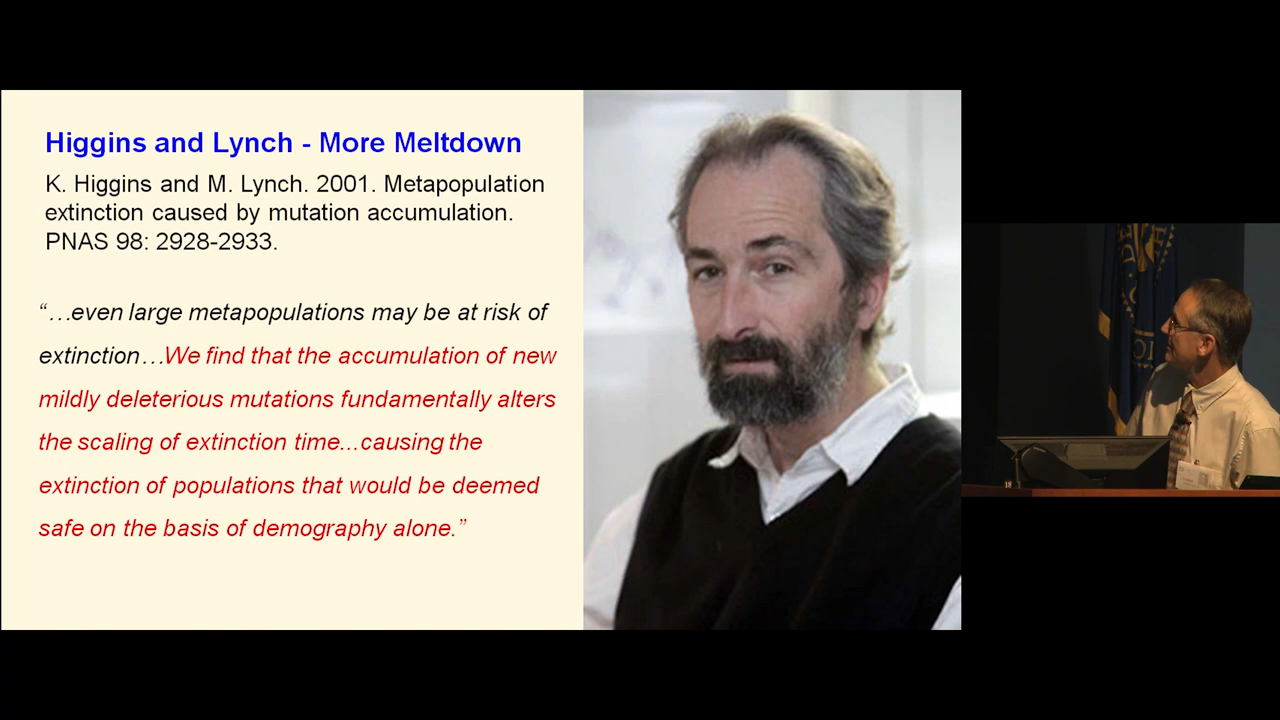 Higgins and Lynch - More Meltdown
K. Higgins and M. Lynch. 2001. Metapopulation
extinction caused by mutation accumulation.
PNAS 98: 2928-2933.
“…even large metapopulations may be at risk of
extinction…We find that the accumulation of new
mildly deleterious mutations fundamentally alters
the scaling of extinction time...causing the
extinction of populations that would be deemed
safe on the basis of demography alone.”